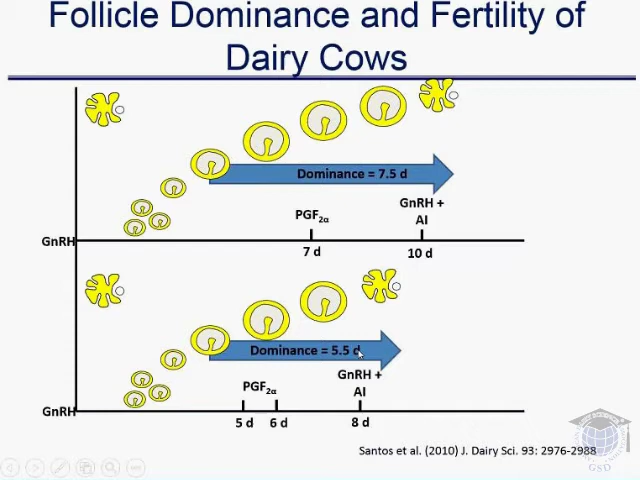 Follicle Dominance and Fertility of
Dairy Cows
Dominance = 7.5 d
GnRH +
AI
PGF2α
GnRH
7 d
10 d
Dominance = 5.5 d
GnRH +
AI
PGF2α
GnRH
5 d
6 d
8 d
Santos et al. (2010) J. Dairy Sci. 93: 2976-2988
GSD